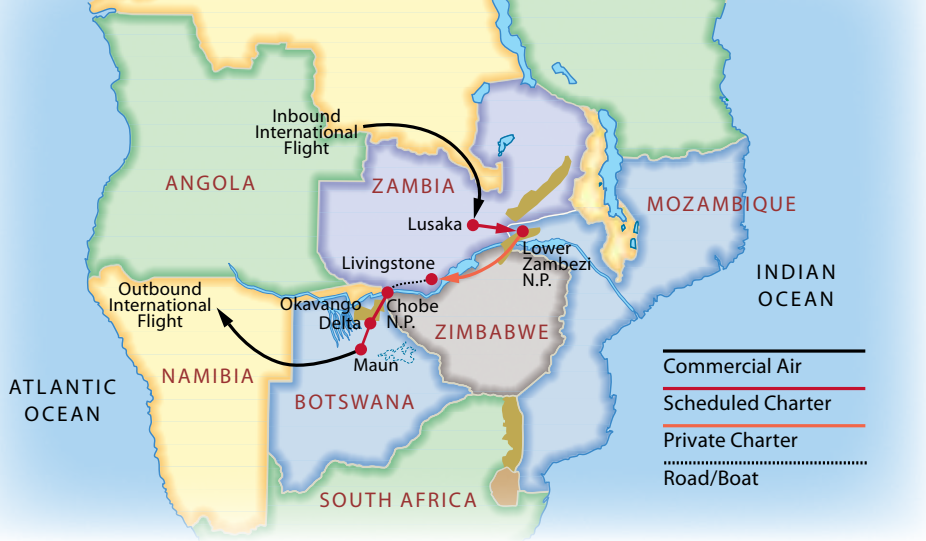 Inbound
International
Flight
ANGOLA
ZAMBIA
MOZAMBIQUE
Lusaka
Lower
Zambezi
N.P.
Livingstone
INDIAN
OCEAN
Outbound
International
Flight
Okavango
Delta
Chobe
N.P.
ZIMBABWE
Maun
NAMIBIA
ATLANTIC
OCEAN
BOTSWANA
SOUTH AFRICA
Commercial Air
Scheduled Charter
Private Charter
Road/Boat